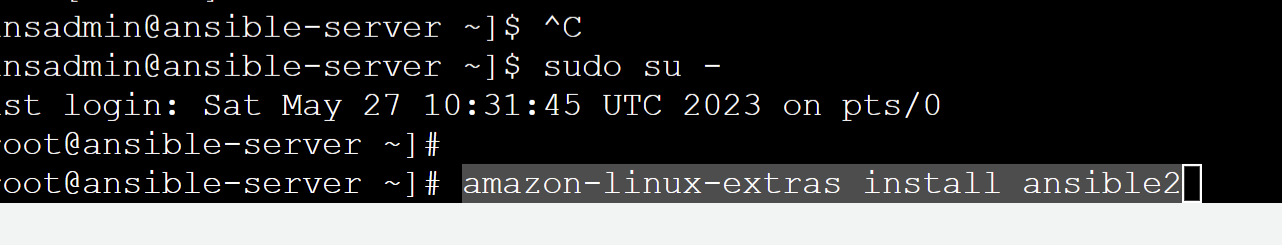 nsadmin@ansible-server ~]$ ^C
nsadmin@ansible-server ~]$ sudo su -
st login: Sat May 27 10:31:45 UTC 2023 on pts/0
oot@ansible-server ~]#
oot@ansible-server ~]# amazon-linux-extras install ansible2